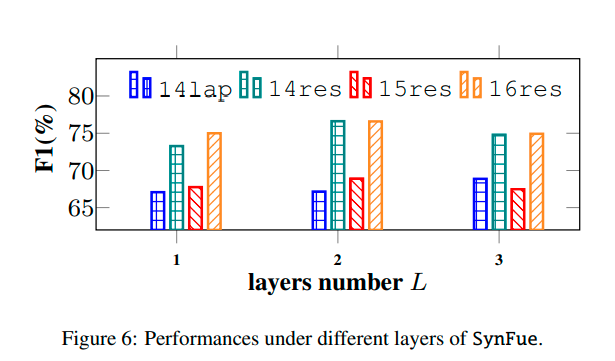 14lap 14res 15res 16res
80
75
70
65
F1(%)
1 2 3
layers number L
Figure 6: Performances under different layers of SynFue.